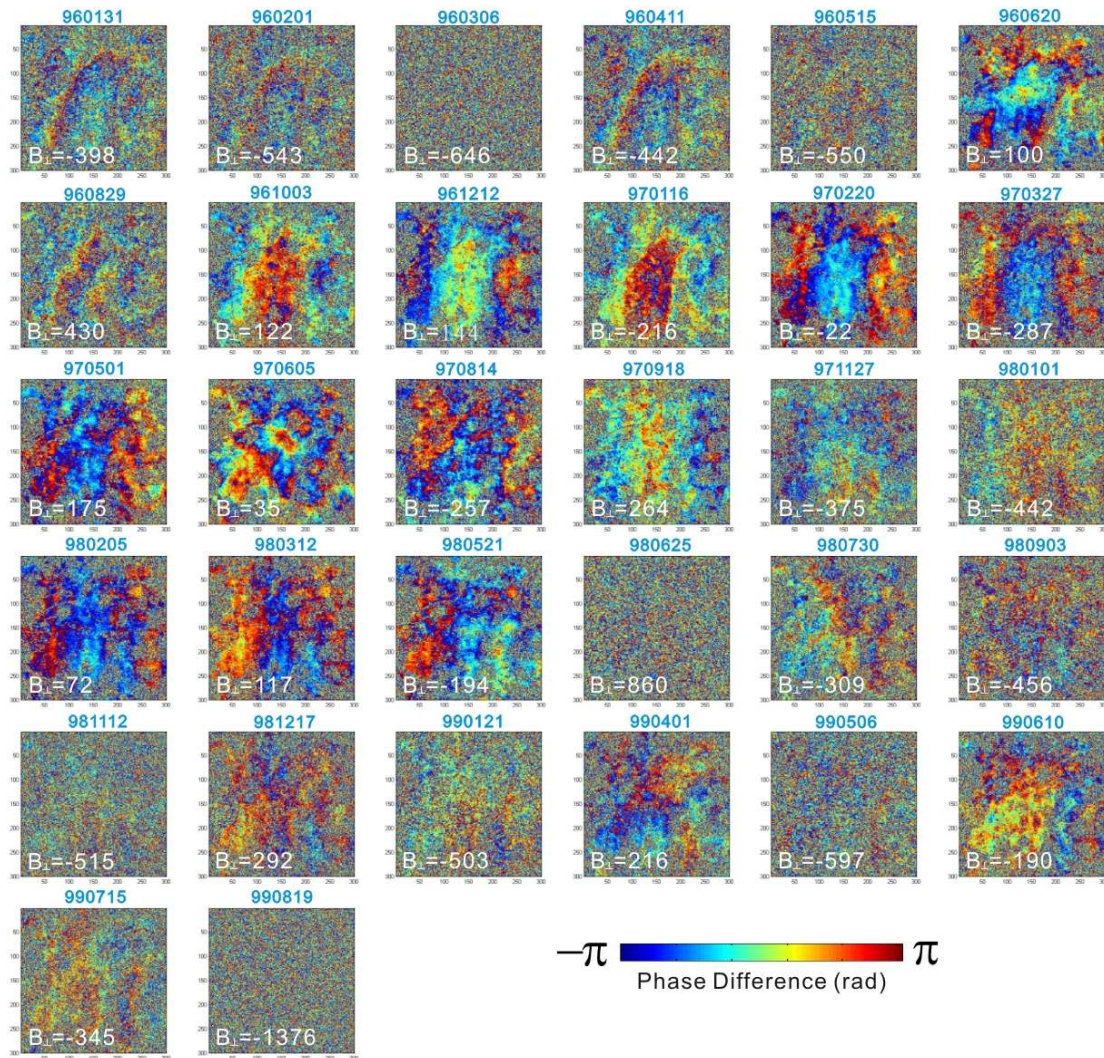 960131 960201 960306 960411 960515 960620
B⊥=-398 B⊥=-543 B⊥=-646 B⊥=-442 B⊥=-550 B⊥=100
960829 961003 961212 970116 970220 970327
B⊥=430 B⊥=122 B⊥=144 B⊥=-216 B⊥=-22 B⊥=-287
970501 970605 970814 970918 971127 980101
B⊥=175 B⊥=35 B⊥=-257 B⊥=264 B⊥=-375 B⊥=-442
980205 980312 980521 980625 980730 980903
B⊥=72 B⊥=117 B⊥=-194 B⊥=860 B⊥=-309 B⊥=-456
981112 981217 990121 990401 990506 990610
B⊥=-515 B⊥=292 B⊥=-503 B⊥=216 B⊥=-597 B⊥=-190
990715 990819
B⊥=-345 B⊥=-1376
−π π
Phase Difference (rad)